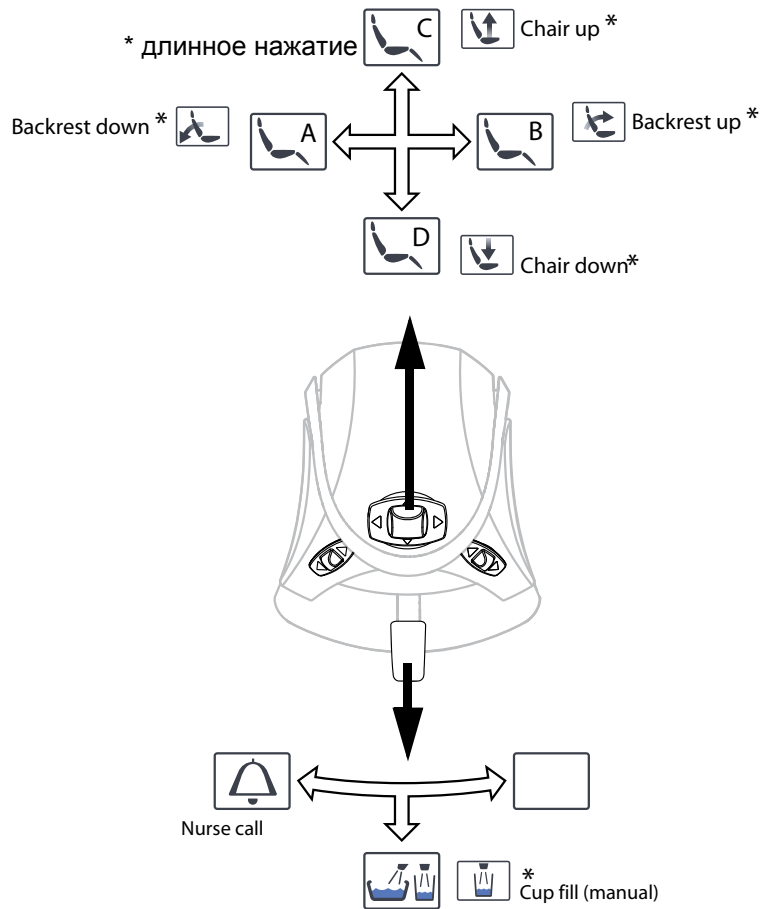 C
Chair up *
* длинное нажатие
Backrest down *
A
B
Backrest up *
D
Chair down*
Nurse call
*
Cup fill (manual)